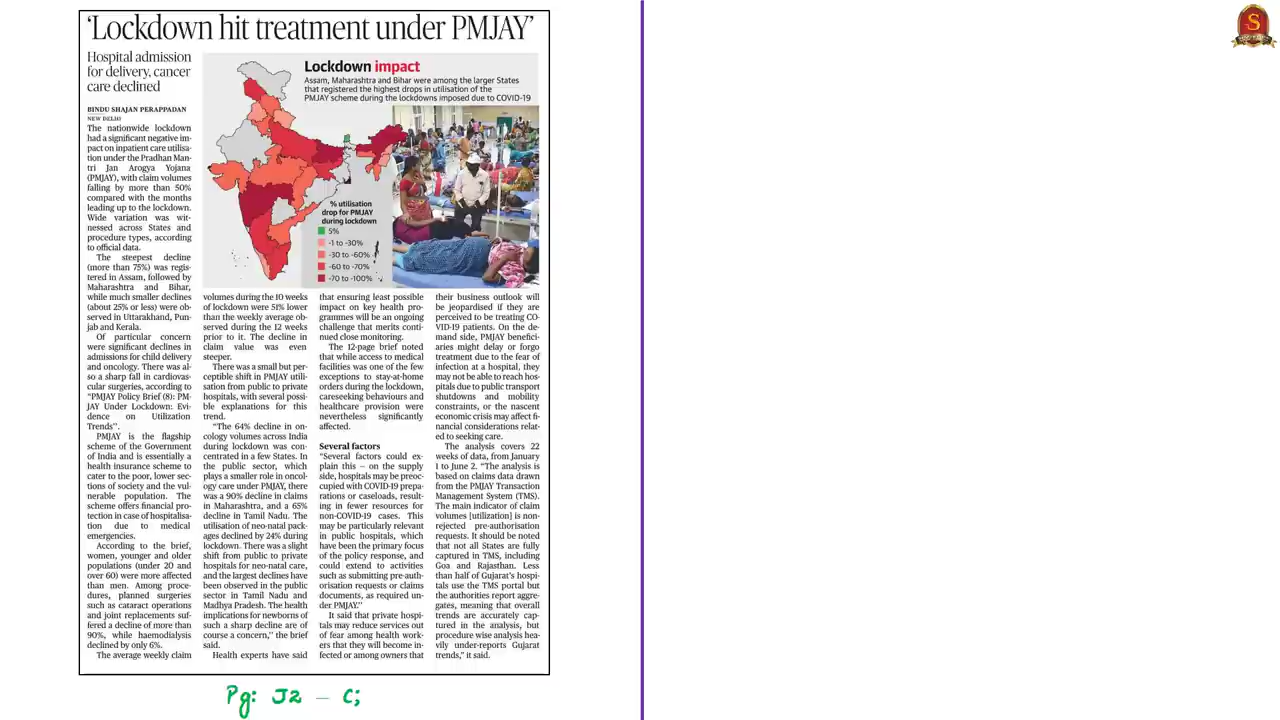 ‘Lockdown hit treatment under PMJAY’
Hospital admission
for delivery, cancer
care declined
BINDU SHAJAN PERAPPADAN
NEW DELHI
The nationwide lockdown
had a significant negative im-
pact on inpatient care utilisa-
tion under the Pradhan Man-
tri Jan Arogya Yojana
(PMJAY), with claim volumes
falling by more than 50%
compared with the months
leading up to the lockdown.
Wide variation was wit-
nessed across States and
procedure types, according
to official data.
The steepest decline
(more than 75%) was regis-
tered in Assam, followed by
Maharashtra and Bihar,
while much smaller declines
(about 25% or less) were ob-
served in Uttarakhand, Pun-
jab and Kerala.
Of particular concern
were significant declines in
admissions for child delivery
and oncology. There was al-
so a sharp fall in cardiovas-
cular surgeries, according to
“PMJAY Policy Brief (8): PM-
JAY Under Lockdown: Evi-
dence on Utilization
Trends’’.
PMJAY is the flagship
scheme of the Government
of India and is essentially a
health insurance scheme to
cater to the poor, lower sec-
tions of society and the vul-
nerable population. The
scheme offers financial pro-
tection in case of hospitalisa-
tion due to medical
emergencies.
According to the brief,
women, younger and older
populations (under 20 and
over 60) were more affected
than men. Among proce-
dures, planned surgeries
such as cataract operations
and joint replacements suf-
fered a decline of more than
90%, while haemodialysis
declined by only 6%.
The average weekly claim
Lockdown impact
Assam, Maharashtra and Bihar were among the larger States
that registered the highest drops in utilisation of the
PMJAY scheme during the lockdowns imposed due to COVID-19
% utilisation
drop for PMJAY
during lockdown
5%
-1 to -30%
-30 to -60%
-60 to -70%
-70 to -100%
volumes during the 10 weeks
of lockdown were 51% lower
than the weekly average ob-
served during the 12 weeks
prior to it. The decline in
claim value was even
steeper.
There was a small but per-
ceptible shift in PMJAY utili-
sation from public to private
hospitals, with several possi-
ble explanations for this
trend.
“The 64% decline in on-
cology volumes across India
during lockdown was con-
centrated in a few States. In
the public sector, which
plays a smaller role in oncol-
ogy care under PMJAY, there
was a 90% decline in claims
in Maharashtra, and a 65%
decline in Tamil Nadu. The
utilisation of neo-natal pack-
ages declined by 24% during
lockdown. There was a slight
shift from public to private
hospitals for neo-natal care,
and the largest declines have
been observed in the public
sector in Tamil Nadu and
Madhya Pradesh. The health
implications for newborns of
such a sharp decline are of
course a concern,’’ the brief
said.
Health experts have said
that ensuring least possible
impact on key health pro-
grammes will be an ongoing
challenge that merits conti-
nued close monitoring.
The 12-page brief noted
that while access to medical
facilities was one of the few
exceptions to stay-at-home
orders during the lockdown,
careseeking behaviours and
healthcare provision were
nevertheless significantly
affected.
Several factors
“Several factors could ex-
plain this — on the supply
side, hospitals may be preoc-
cupied with COVID-19 prepa-
rations or caseloads, result-
ing in fewer resources for
non-COVID-19 cases. This
may be particularly relevant
in public hospitals, which
have been the primary focus
of the policy response, and
could extend to activities
such as submitting pre-auth-
orisation requests or claims
documents, as required un-
der PMJAY.’’
It said that private hospi-
tals may reduce services out
of fear among health work-
ers that they will become in-
fected or among owners that
their business outlook will
be jeopardised if they are
perceived to be treating CO-
VID-19 patients. On the de-
mand side, PMJAY benefici-
aries might delay or forgo
treatment due to the fear of
infection at a hospital, they
may not be able to reach hos-
pitals due to public transport
shutdowns and mobility
constraints, or the nascent
economic crisis may affect fi-
nancial considerations relat-
ed to seeking care.
The analysis covers 22
weeks of data, from January
1 to June 2. “The analysis is
based on claims data drawn
from the PMJAY Transaction
Management System (TMS).
The main indicator of claim
volumes [utilization] is non-
rejected pre-authorisation
requests. It should be noted
that not all States are fully
captured in TMS, including
Goa and Rajasthan. Less
than half of Gujarat’s hospi-
tals use the TMS portal but
the authorities report aggre-
gates, meaning that overall
trends are accurately cap-
tured in the analysis, but
procedure wise analysis hea-
vily under-reports Gujarat
trends,” it said.
Pg: J2 – C;
S